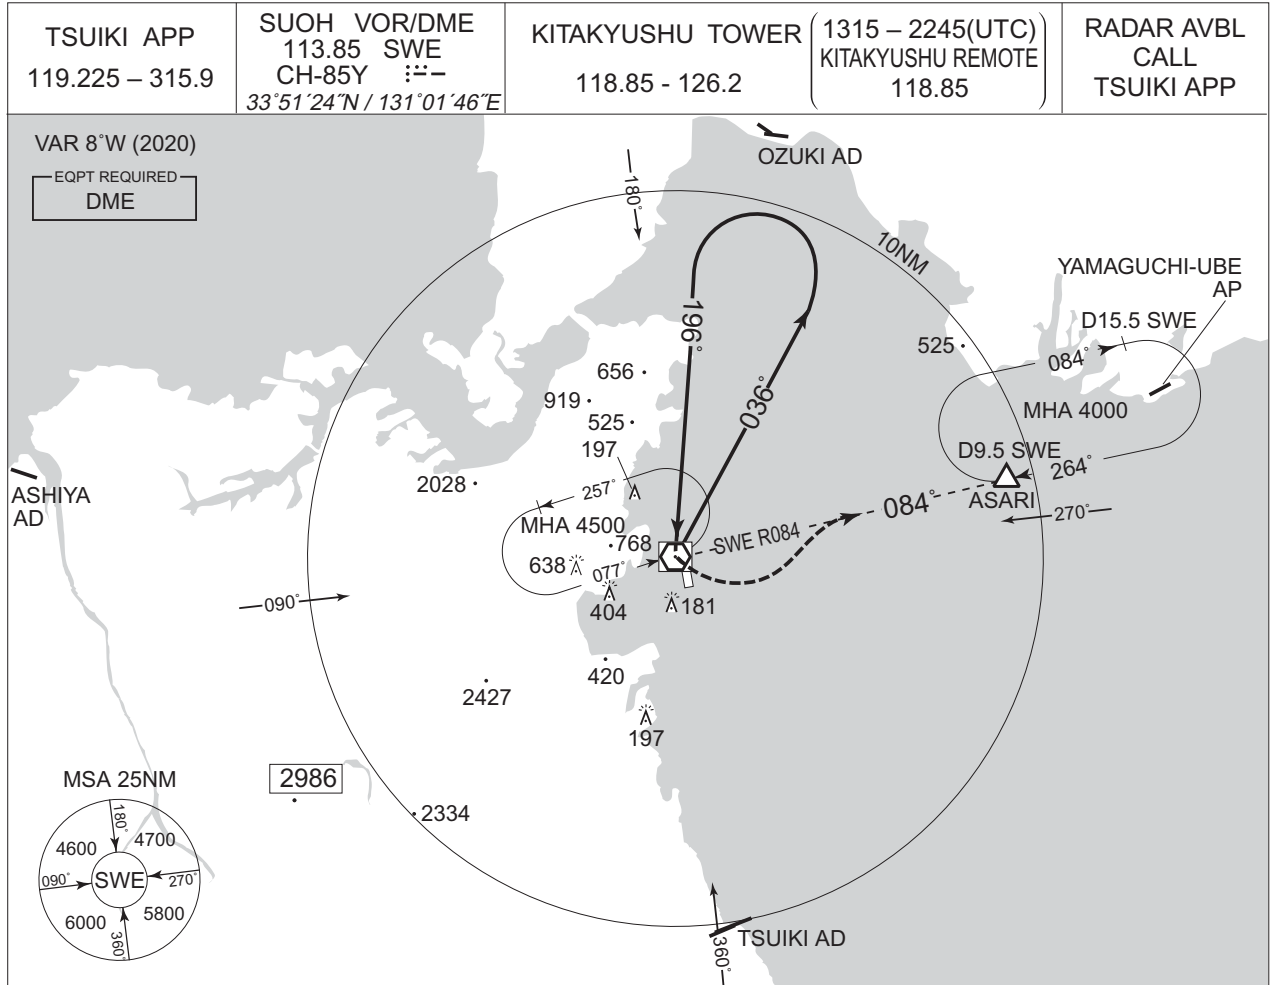 TSUIKI APP
119.225 – 315.9
SUOH VOR/DME
113.85 SWE
CH-85Y
33°51´24˝N / 131°01´46˝E
KITAKYUSHU TOWER
118.85 - 126.2
1315 – 2245(UTC)
KITAKYUSHU REMOTE
118.85
RADAR AVBL
CALL
TSUIKI APP
VAR 8°W (2020)
EQPT REQUIRED
DME
OZUKI AD
180°
10NM
YAMAGUCHI-UBE
AP
D15.5 SWE
196°
525
084°
656
036°
919
MHA 4000
525
197
D9.5 SWE
264°
2028
257°
ASHIYA
AD
ASARI
084°
270°
MHA 4500
SWE R084
768
638
077°
090°
404
181
420
2427
197
MSA 25NM
2986
2334
180°
4600
4700
090°
SWE
270°
6000
5800
360°
TSUIKI AD
360°